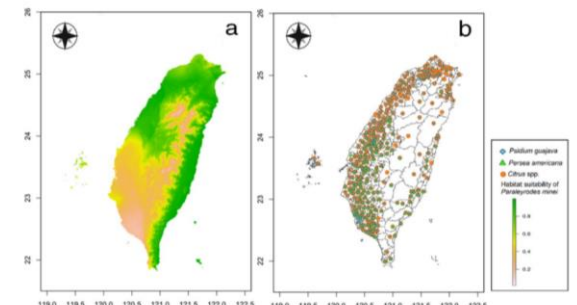 a
b
26
25
24
23
22
119.0 119.5 120.0 120.5 121.0 121.5 122.0 122.5
26
25
24
23
22
119.0 119.5 120.0 120.5 121.0 121.5 122.0 122.5
Psidium guajava
Persea americana
Citrus spp.
Habitat suitability of
Paraleyrodes minei
0.8
0.6
0.4
0.2